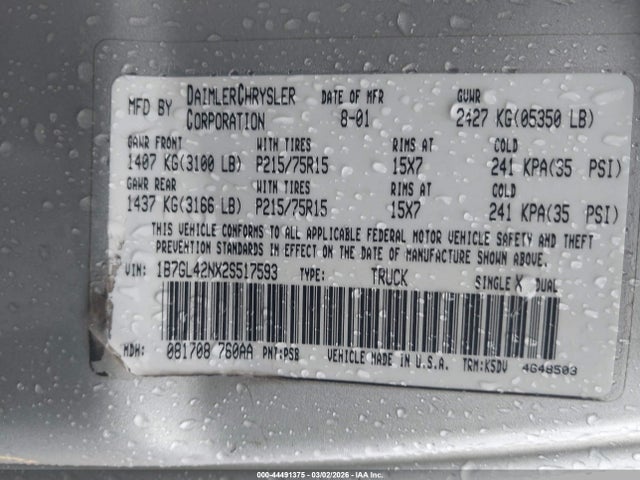 MFD BY DAIMLERCHRYSLER CORPORATION DATE OF MFR 8-01 GVWR 2427 KG(05350 LB)
GAWR FRONT WITH TIRES RIMS AT COLD
1407 KG(3100 LB) P215/75R15 15X7 241 KPA(35 PSI)
GAWR REAR WITH TIRES RIMS AT COLD
1437 KG(3166 LB) P215/75R15 15X7 241 KPA(35 PSI)
THIS VEHICLE CONFORMS TO ALL APPLICABLE FEDERAL MOTOR VEHICLE SAFETY AND THEFT
PREVENTION STANDARDS IN EFFECT ON THE DATE OF MANUFACTURE SHOWN ABOVE.
VIN: 1B7GL42NX2S517593 TYPE: TRUCK SINGLE X DUAL
MDH: 081708 760AA PNT:PSB VEHICLE MADE IN U.S.A. TRM:K5DV 4648503
000-44491375 - 03/02/2026 - IAA Inc.